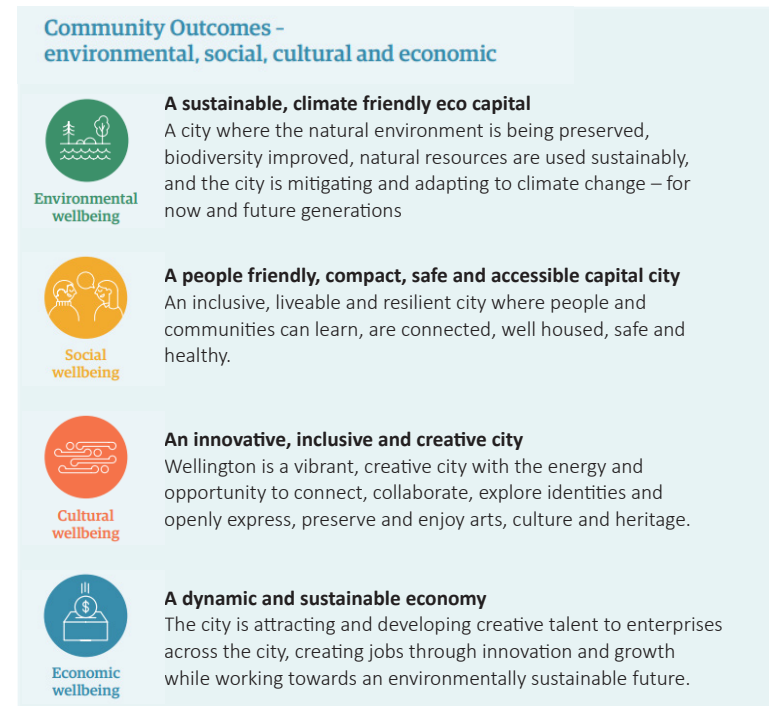 Community Outcomes –
environmental, social, cultural and economic
A sustainable, climate friendly eco capital
A city where the natural environment is being preserved,
biodiversity improved, natural resources are used sustainably,
and the city is mitigating and adapting to climate change – for
now and future generations
Environmental
wellbeing
A people friendly, compact, safe and accessible capital city
An inclusive, liveable and resilient city where people and
communities can learn, are connected, well housed, safe and
healthy.
Social
wellbeing
An innovative, inclusive and creative city
Wellington is a vibrant, creative city with the energy and
opportunity to connect, collaborate, explore identities and
openly express, preserve and enjoy arts, culture and heritage.
Cultural
wellbeing
$
A dynamic and sustainable economy
The city is attracting and developing creative talent to enterprises
across the city, creating jobs through innovation and growth
while working towards an environmentally sustainable future.
Economic
wellbeing